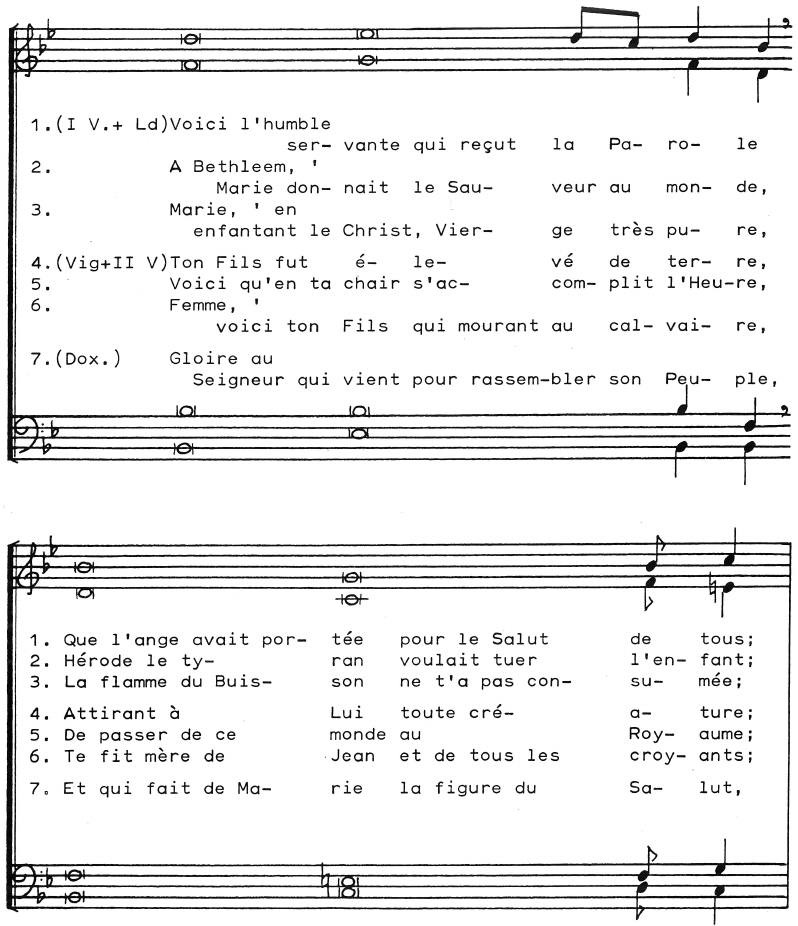 1.(I V.+ Ld)Voici l'humble
ser- vante qui reçut la Pa- ro- le
2. A Bethleem, '
Marie don- nait le Sau- veur au mon- de,
3. Marie, ' en
enfantant le Christ, Vier- ge très pu- re,
4.(Vig+II V)Ton Fils fut é- le- vé de ter- re,
5. Voici qu'en ta chair s'ac- com- plit l'Heu-re,
6. Femme, '
voici ton Fils qui mourant au cal- vai- re,
7.(Dox.) Gloire au
Seigneur qui vient pour rassem-bler son Peu- ple,
1. Que l'ange avait por- tée pour le Salut de tous;
2. Hérode le ty- ran voulait tuer l'en- fant;
3. La flamme du Buis- son ne t'a pas con- su- mée;
4. Attirant à Lui toute cré- a- ture;
5. De passer de ce monde au Roy- aume;
6. Te fit mère de Jean et de tous les croy- ants;
7. Et qui fait de Ma- rie la figure du Sa- lut,